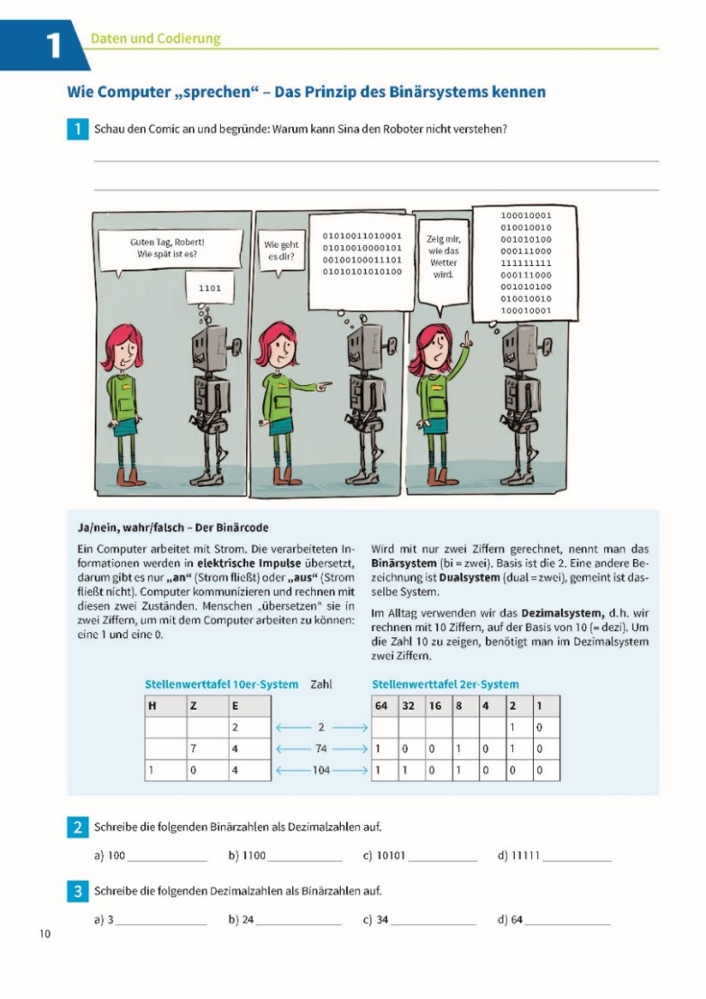 1
Daten und Codierung
Wie Computer „sprechen“ – Das Prinzip des Binärsystems kennen
1 Schau den Comic an und begründe: Warum kann Sina den Roboter nicht verstehen?
Guten Tag, Robert!
Wie spät ist es?
1101
Wie geht
es dir?
01010011010001
01010010000101
00100100011101
01010101010100
Zeig mir,
wie das
Wetter
wird.
100010001
010010010
001010100
000111000
111111111
000111000
001010100
010010010
100010001
Ja/nein, wahr/falsch – Der Binärcode
Ein Computer arbeitet mit Strom. Die verarbeiteten In-
formationen werden in elektrische Impulse übersetzt,
darum gibt es nur „an“ (Strom fließt) oder „aus“ (Strom
fließt nicht). Computer kommunizieren und rechnen mit
diesen zwei Zuständen. Menschen „übersetzen“ sie in
zwei Ziffern, um mit dem Computer arbeiten zu können:
eine 1 und eine 0.
Wird mit nur zwei Ziffern gerechnet, nennt man das
Binärsystem (bi = zwei). Basis ist die 2. Eine andere Be-
zeichnung ist Dualsystem (dual = zwei), gemeint ist das-
selbe System.
Im Alltag verwenden wir das Dezimalsystem, d. h. wir
rechnen mit 10 Ziffern, auf der Basis von 10 (= dezi). Um
die Zahl 10 zu zeigen, benötigt man im Dezimalsystem
zwei Ziffern.
Stellenwerttafel 10er-System Zahl Stellenwerttafel 2er-System
H Z E 64 32 16 8 4 2 1
2 2 1 0
7 4 74 1 0 0 1 0 1 0
1 0 4 104 1 1 0 1 0 0 0
2 Schreibe die folgenden Binärzahlen als Dezimalzahlen auf.
a) 100 b) 1100 c) 10101 d) 11111
3 Schreibe die folgenden Dezimalzahlen als Binärzahlen auf.
a) 3 b) 24 c) 34 d) 64
10